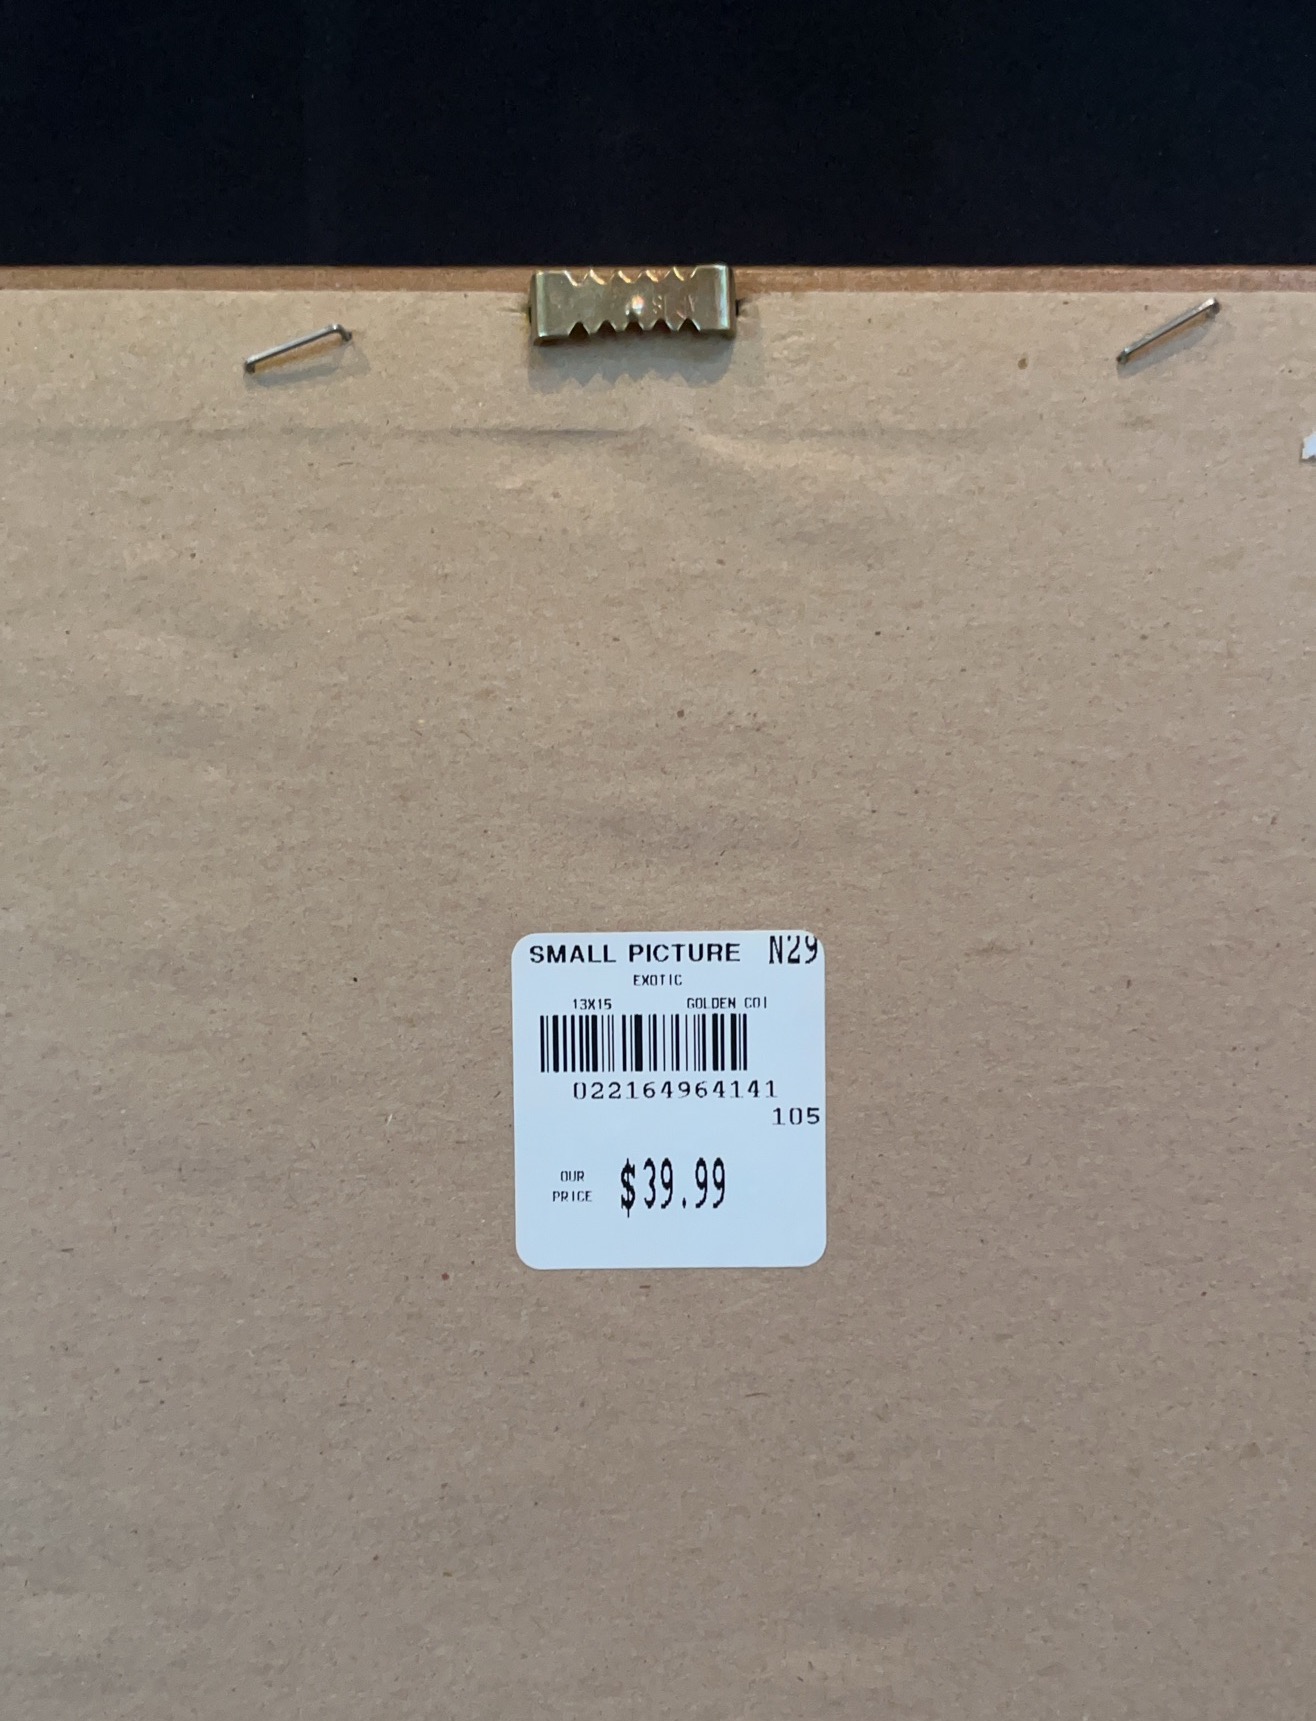 SMALL PICTURE N29
EXOTIC
13X15 GOLDEN COI
022164964141
105
OUR
PRICE $39.99